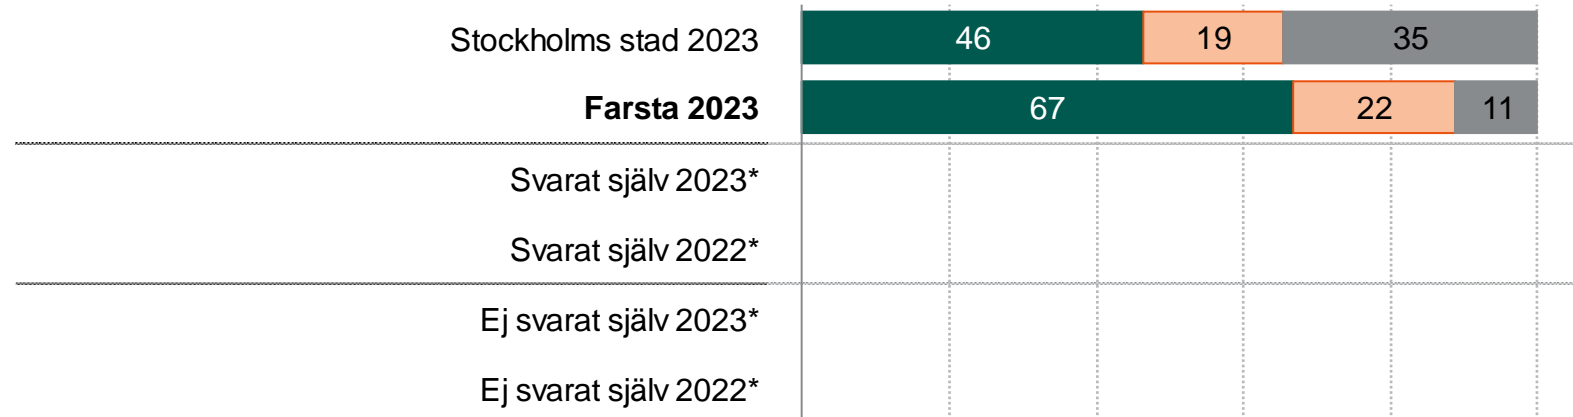 Stockholms stad 2023 46 19 35
Farsta 2023 67 22 11
Svarat själv 2023*
Svarat själv 2022*
Ej svarat själv 2023*
Ej svarat själv 2022*